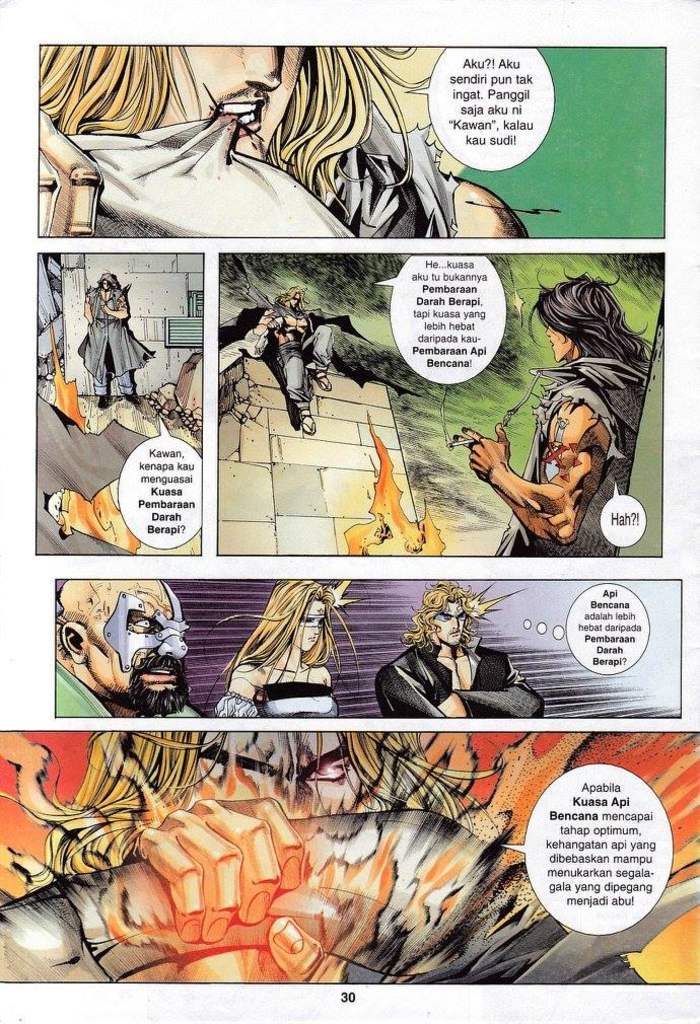 Aku?! Aku
sendiri pun tak
ingat. Panggil
saja aku ni
"Kawan", kalau
kau sudi!
Kawan,
kenapa kau
menguasai
Kuasa
Pembaraan
Darah
Berapi?
He...kuasa
aku tu bukannya
Pembaraan
Darah Berapi,
tapi kuasa yang
lebih hebat
daripada kau-
Pembaraan Api
Bencana!
Hah?!
Api
Bencana
adalah lebih
hebat daripada
Pembaraan
Darah
Berapi?
Apabila
Kuasa Api
Bencana mencapai
tahap optimum,
kehangatan api yang
dibebaskan mampu
menukarkan segala-
gala yang dipegang
menjadi abu!
30